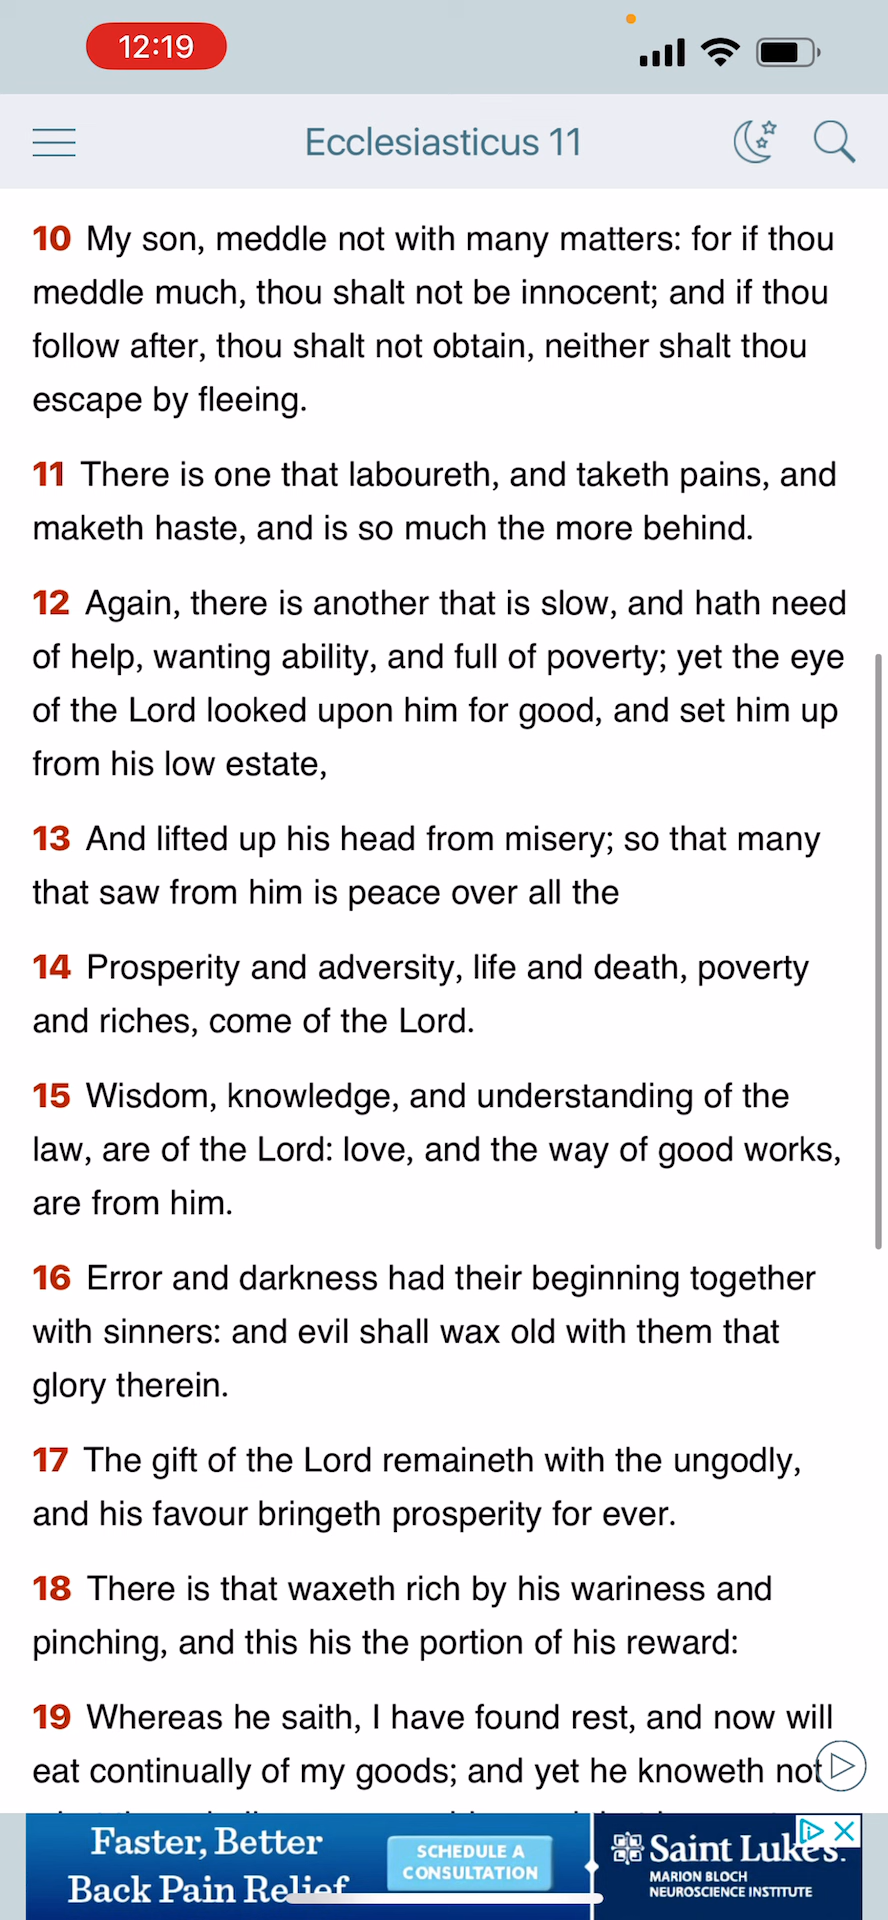 12:19
Ecclesiasticus 11
10 My son, meddle not with many matters: for if thou
meddle much, thou shalt not be innocent; and if thou
follow after, thou shalt not obtain, neither shalt thou
escape by fleeing.
11 There is one that laboureth, and taketh pains, and
maketh haste, and is so much the more behind.
12 Again, there is another that is slow, and hath need
of help, wanting ability, and full of poverty; yet the eye
of the Lord looked upon him for good, and set him up
from his low estate,
13 And lifted up his head from misery; so that many
that saw from him is peace over all the
14 Prosperity and adversity, life and death, poverty
and riches, come of the Lord.
15 Wisdom, knowledge, and understanding of the
law, are of the Lord: love, and the way of good works,
are from him.
16 Error and darkness had their beginning together
with sinners: and evil shall wax old with them that
glory therein.
17 The gift of the Lord remaineth with the ungodly,
and his favour bringeth prosperity for ever.
18 There is that waxeth rich by his wariness and
pinching, and this his the portion of his reward:
19 Whereas he saith, I have found rest, and now will
eat continually of my goods; and yet he knoweth not
Faster, Better
Back Pain Relief
SCHEDULE A
CONSULTATION
Saint Luke's.
MARION BLOCH
NEUROSCIENCE INSTITUTE